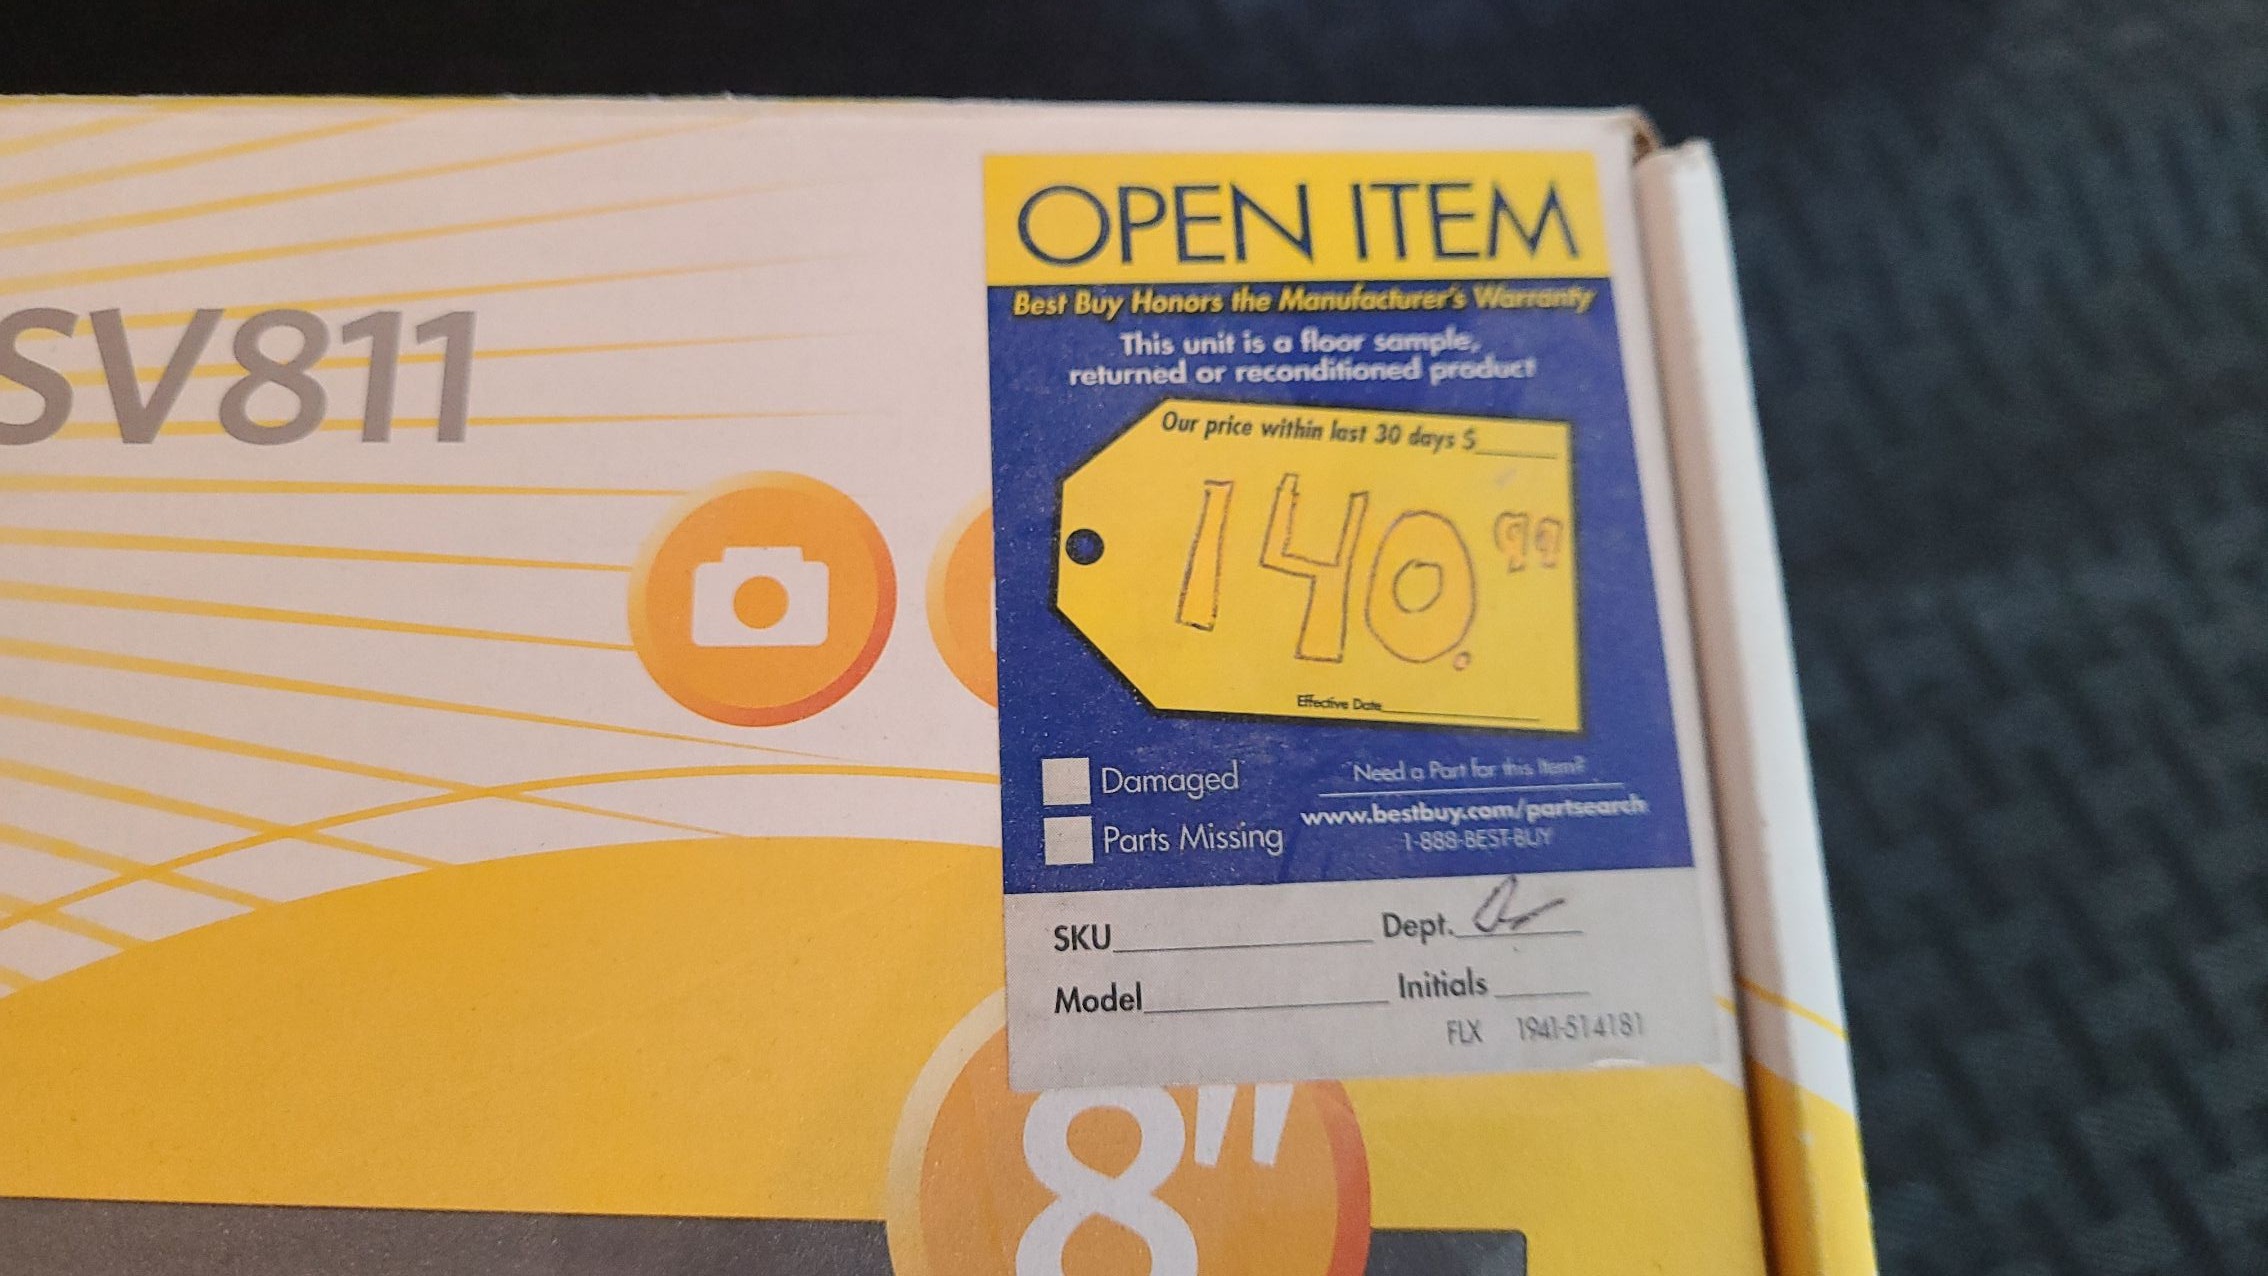 SV811
OPEN ITEM
Best Buy Honors the Manufacturer's Warranty
This unit is a floor sample,
returned or reconditioned product
Our price within last 30 days $
140.99
Effective Date
Damaged
Parts Missing
Need a Part for this Item?
www.bestbuy.com/partsearch
1-888-BEST-BUY
SKU Dept.
Model Initials
FLX 1941-514181
8"